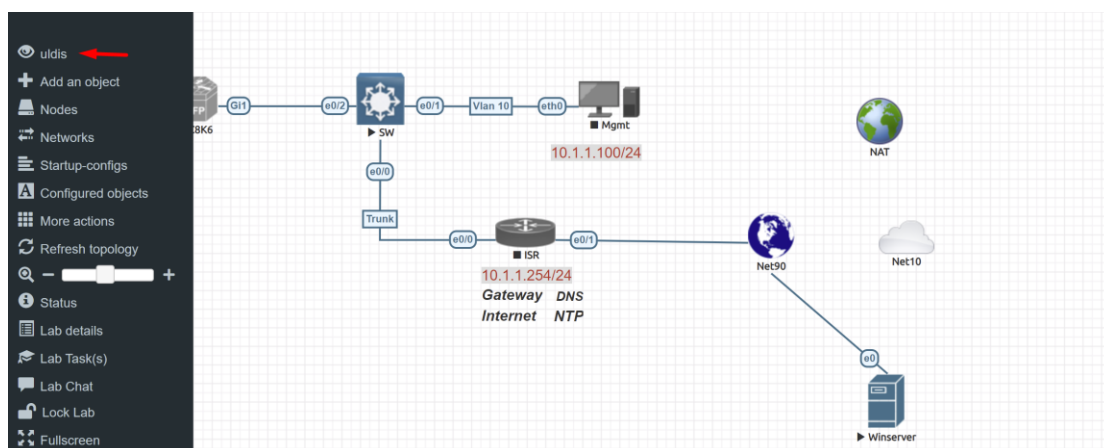 uldis
Add an object
Nodes
Networks
Startup-configs
Configured objects
More actions
Refresh topology
Status
Lab details
Lab Task(s)
Lab Chat
Lock Lab
Fullscreen
Gi1
e0/2
e0/1
Vlan 10
eth0
SW
Mgmt
10.1.1.100/24
e0/0
Trunk
e0/0
e0/1
ISR
10.1.1.254/24
Gateway DNS
Internet NTP
NAT
Net90
Net10
e0
Winserver